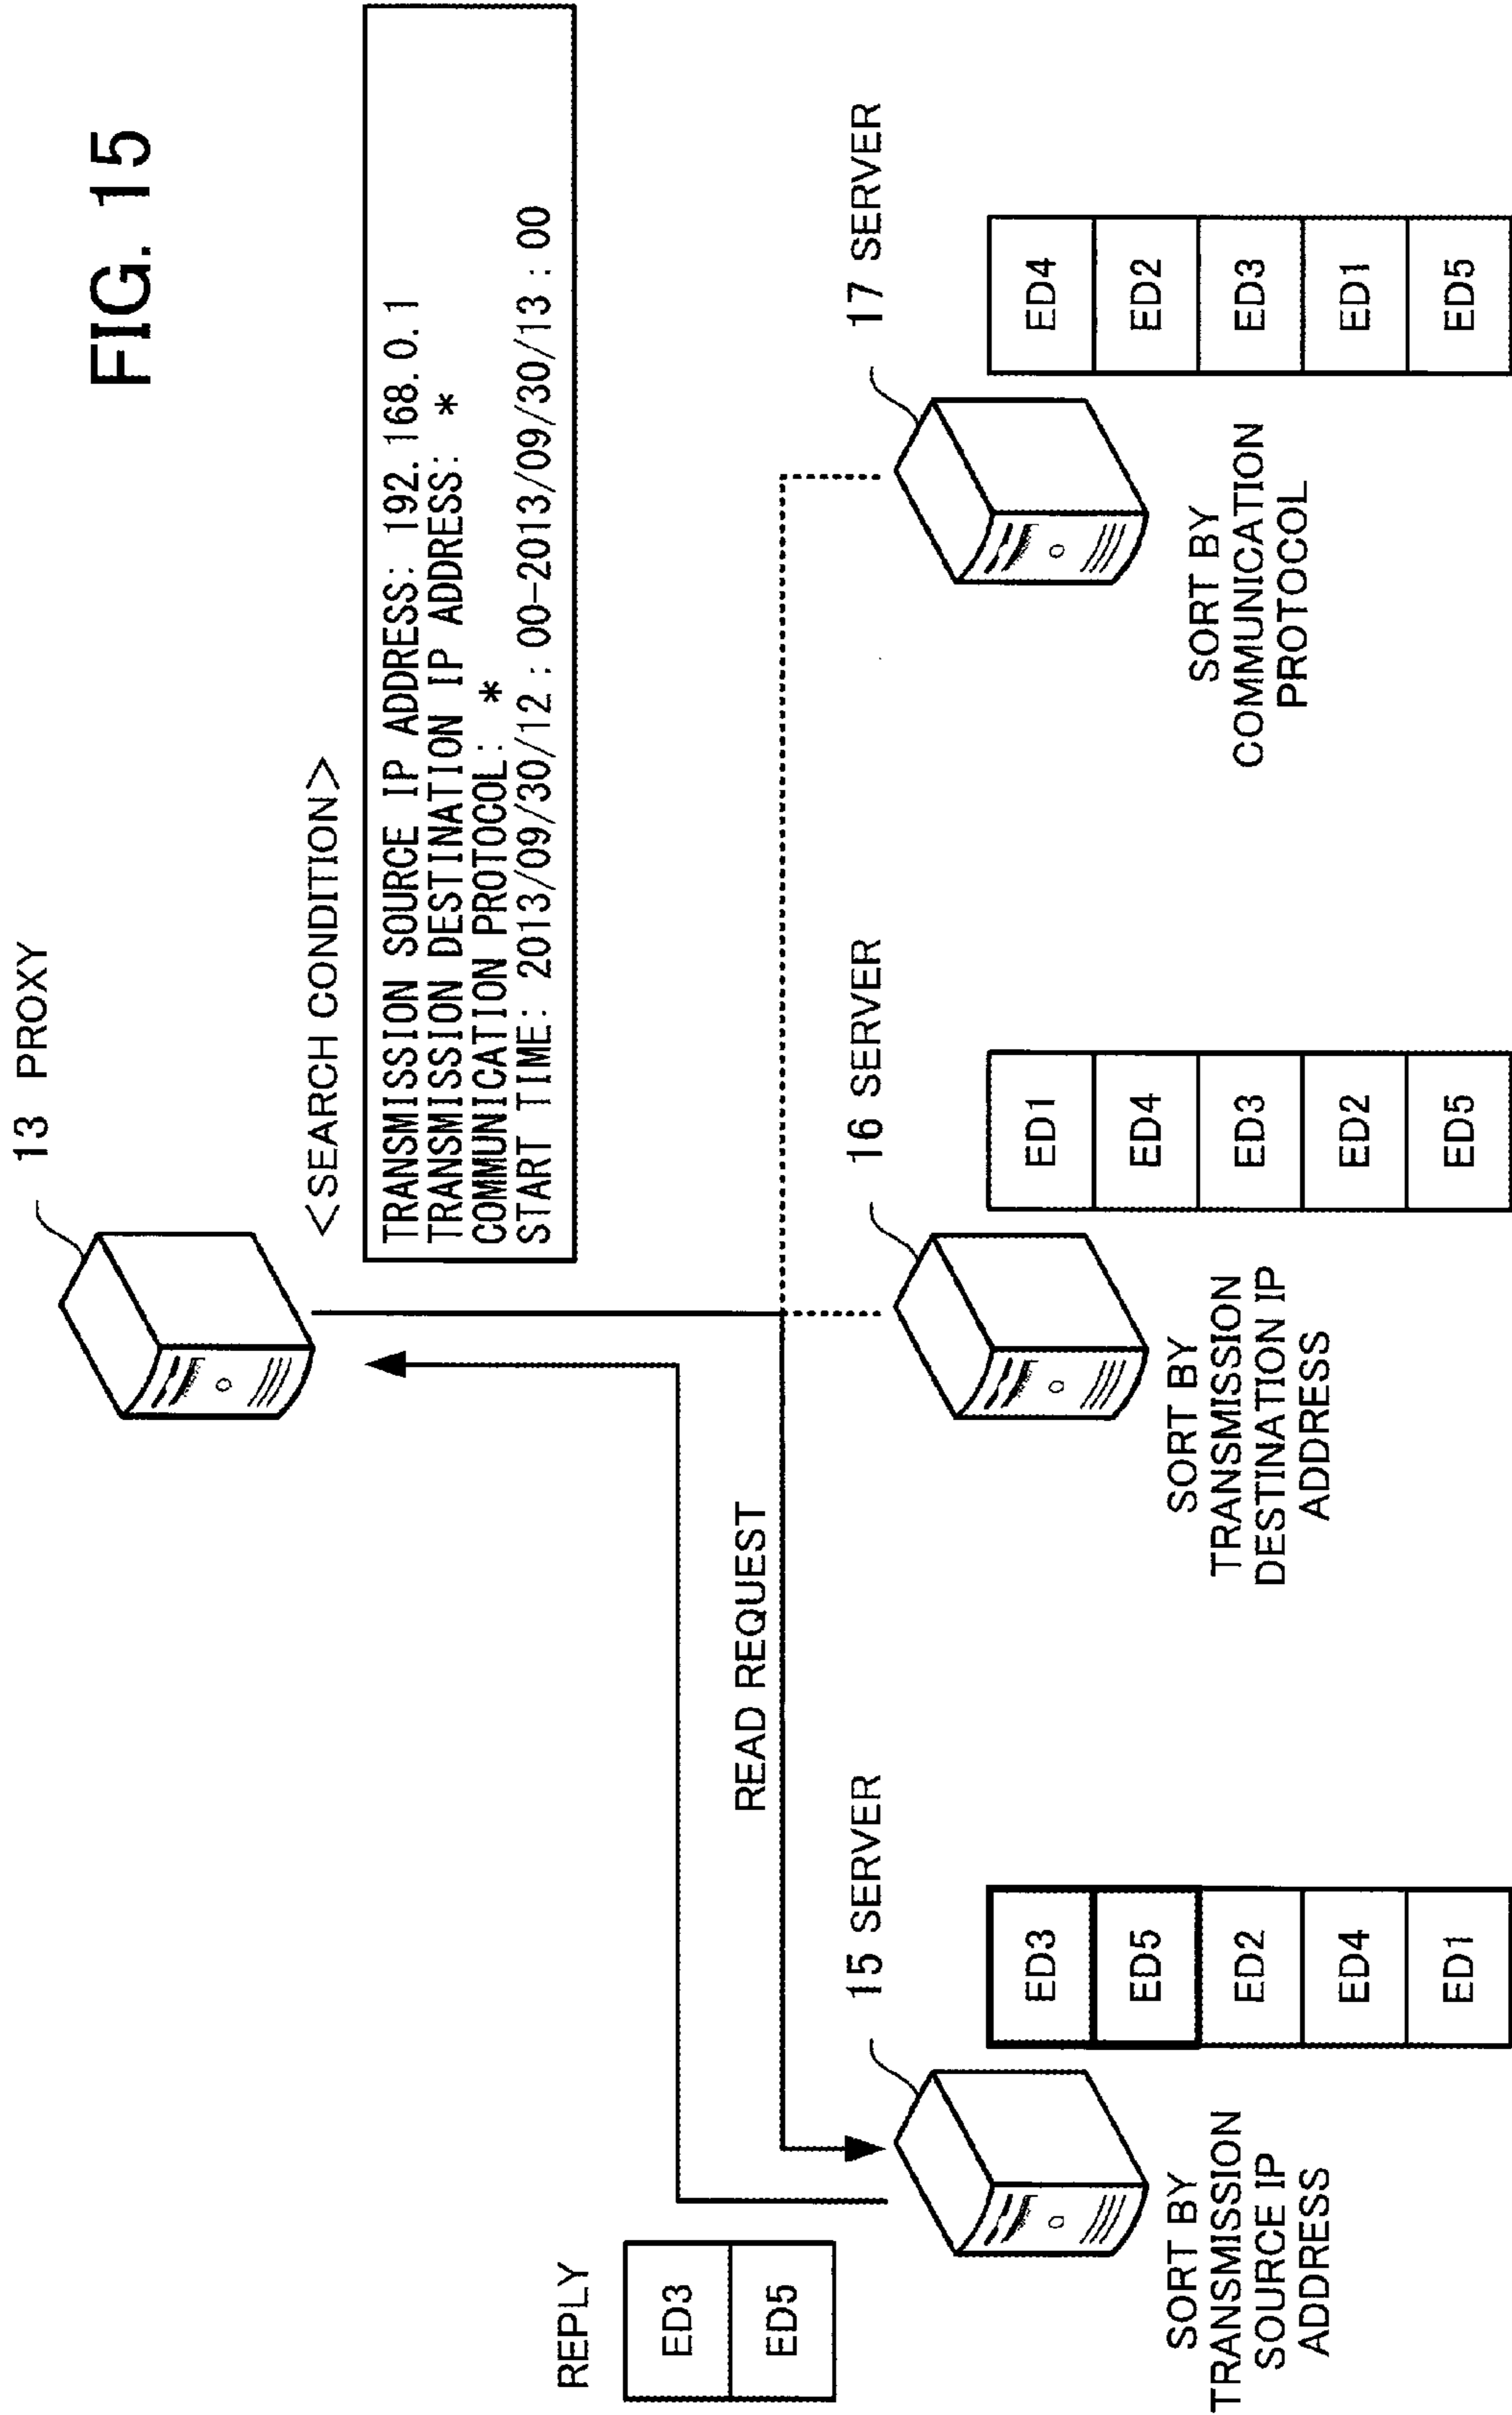 FIG. 15
13 PROXY
<SEARCH CONDITION>
TRANSMISSION SOURCE IP ADDRESS: 192.168.0.1
TRANSMISSION DESTINATION IP ADDRESS: *
COMMUNICATION PROTOCOL: *
START TIME: 2013/09/30/12:00-2013/09/30/13:00
READ REQUEST
REPLY
ED3
ED5
15 SERVER
SORT BY
TRANSMISSION
SOURCE IP
ADDRESS
ED3
ED5
ED2
ED4
ED1
16 SERVER
SORT BY
TRANSMISSION
DESTINATION IP
ADDRESS
ED1
ED4
ED3
ED2
ED5
17 SERVER
SORT BY
COMMUNICATION
PROTOCOL
ED4
ED2
ED3
ED1
ED5